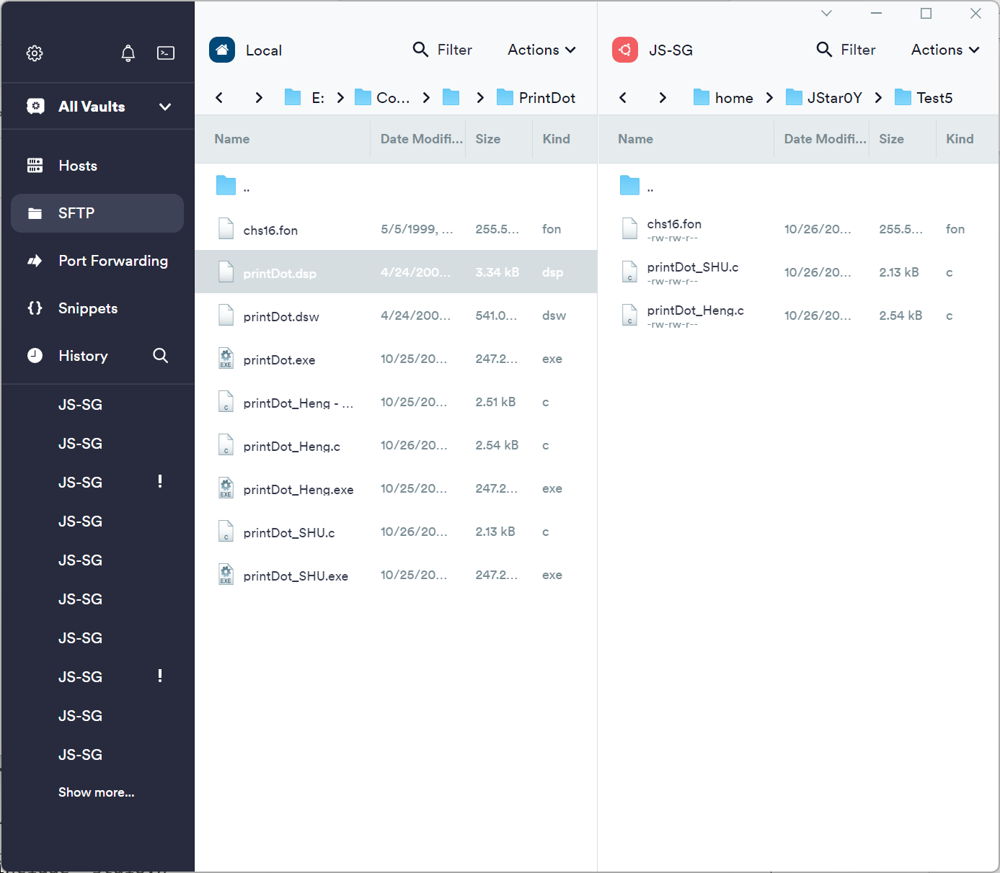 All Vaults
Hosts
SFTP
Port Forwarding
Snippets
History
JS-SG
JS-SG
JS-SG !
JS-SG
JS-SG
JS-SG
JS-SG
JS-SG !
JS-SG
JS-SG
Show more...
Local Filter Actions
E: Co... PrintDot
Name Date Modifi... Size Kind
..
chs16.fon 5/5/1999, ... 255.5... fon
printDot.dsp 4/24/200... 3.34 kB dsp
printDot.dsw 4/24/200... 541.0... dsw
EXE printDot.exe 10/25/20... 247.2... exe
c printDot_Heng - ... 10/25/20... 2.51 kB c
c printDot_Heng.c 10/26/20... 2.54 kB c
EXE printDot_Heng.exe 10/25/20... 247.2... exe
c printDot_SHU.c 10/26/20... 2.13 kB c
EXE printDot_SHU.exe 10/25/20... 247.2... exe
JS-SG Filter Actions
home JStar0Y Test5
Name Date Modifi... Size Kind
..
chs16.fon 10/26/20... 255.5... fon
-rw-rw-r--
c printDot_SHU.c 10/26/20... 2.13 kB c
-rw-rw-r--
c printDot_Heng.c 10/26/20... 2.54 kB c
-rw-rw-r--